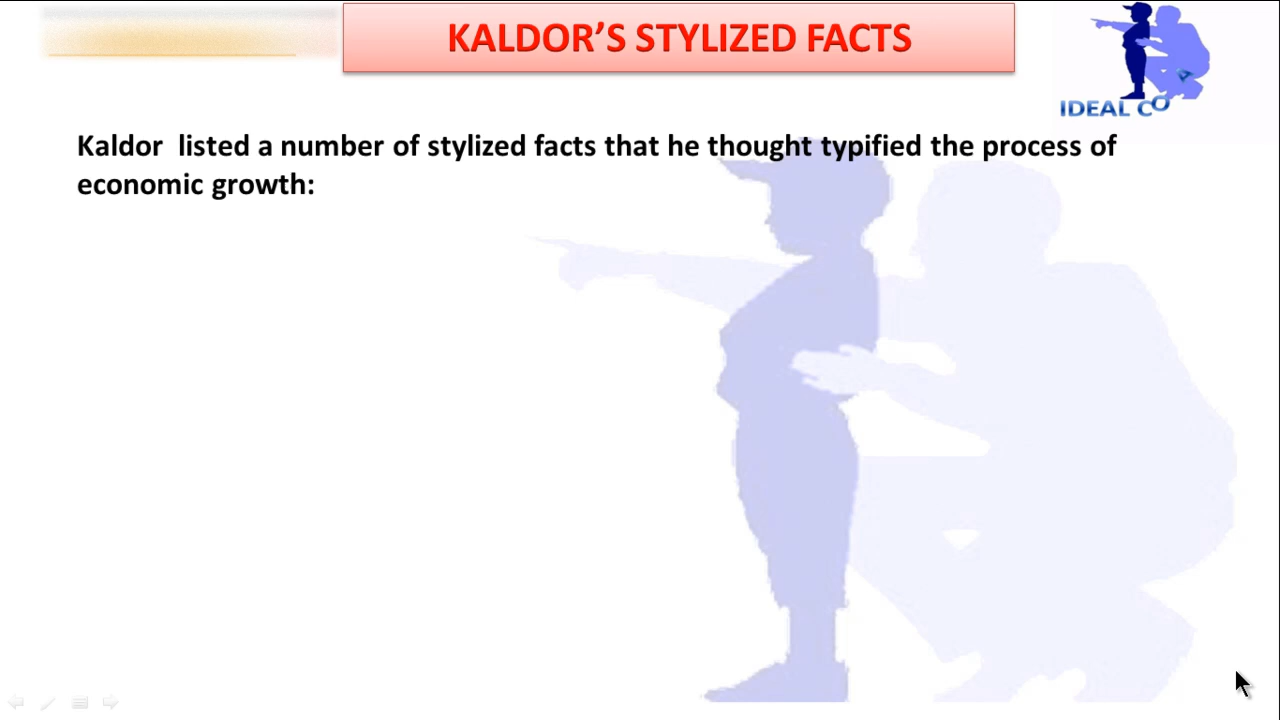 KALDOR’S STYLIZED FACTS
IDEAL CO
Kaldor  listed a number of stylized facts that he thought typified the process of
economic growth: